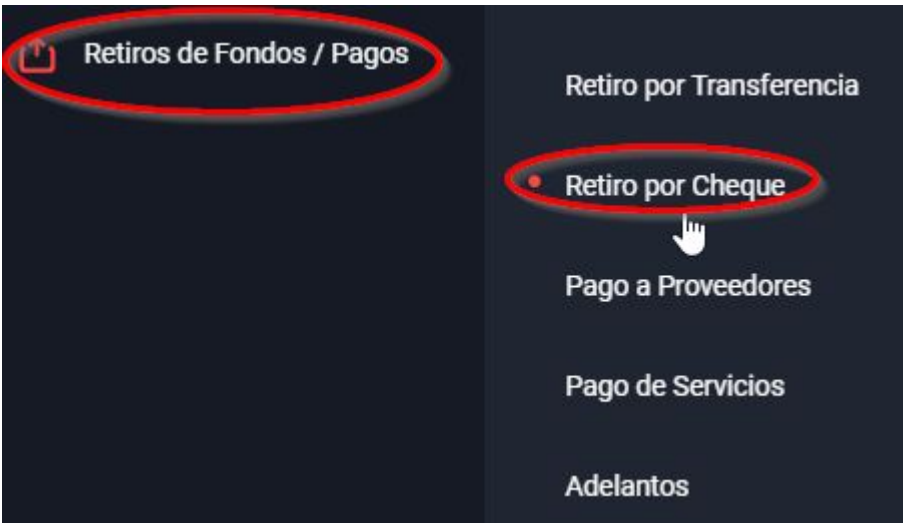 Retiros de Fondos / Pagos
Retiro por Transferencia
Retiro por Cheque
Pago a Proveedores
Pago de Servicios
Adelantos